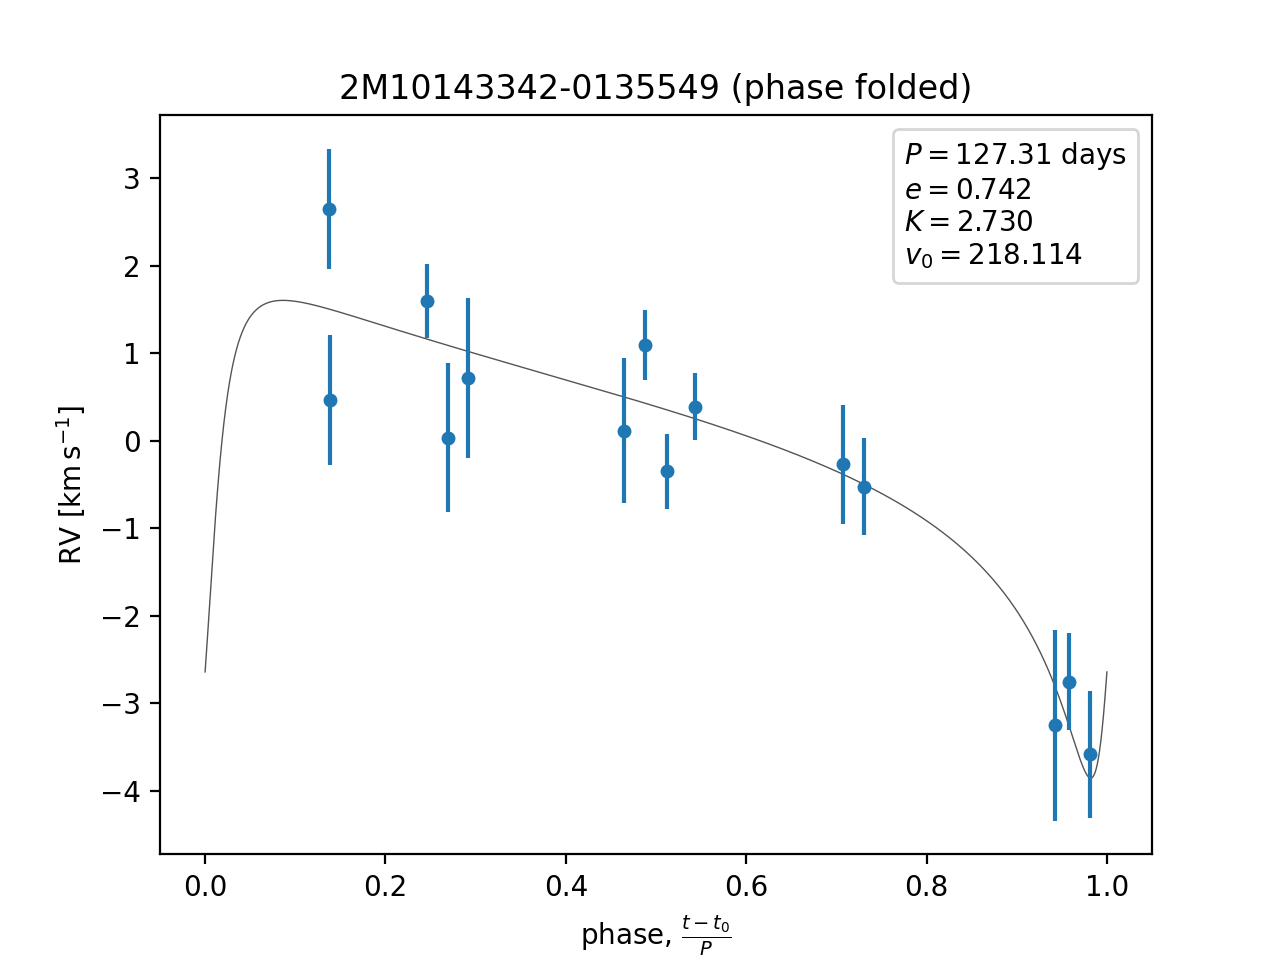 2M10143342-0135549 (phase folded)
P = 127.31 days
e = 0.742
K = 2.730
v₀ = 218.114
RV [km s⁻¹]
3
2
1
0
−1
−2
−3
−4
0.0 0.2 0.4 0.6 0.8 1.0
phase, (t − t₀)/P